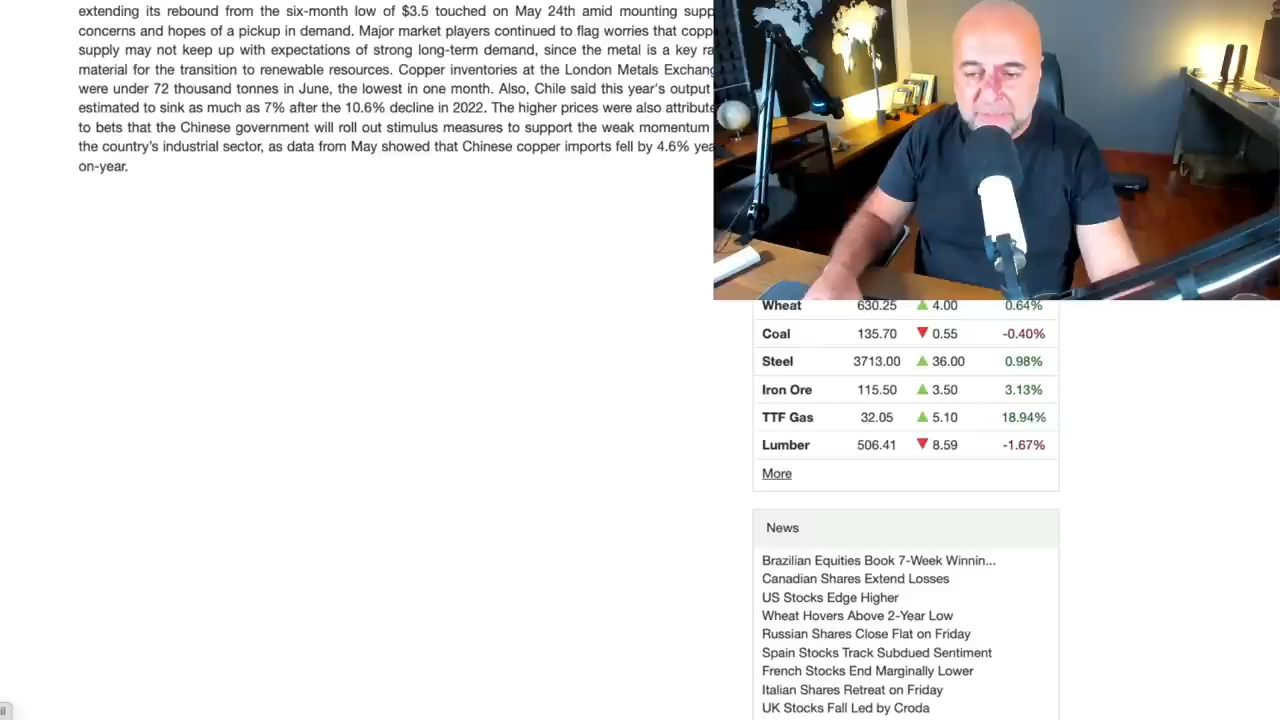 extending its rebound from the six-month low of $3.5 touched on May 24th amid mounting supp
concerns and hopes of a pickup in demand. Major market players continued to flag worries that copp
supply may not keep up with expectations of strong long-term demand, since the metal is a key ra
material for the transition to renewable resources. Copper inventories at the London Metals Exchang
were under 72 thousand tonnes in June, the lowest in one month. Also, Chile said this year's output
estimated to sink as much as 7% after the 10.6% decline in 2022. The higher prices were also attribute
to bets that the Chinese government will roll out stimulus measures to support the weak momentum
the country's industrial sector, as data from May showed that Chinese copper imports fell by 4.6% yea
on-year.
Wheat 630.25 ▲ 4.00 0.64%
Coal 135.70 ▼ 0.55 -0.40%
Steel 3713.00 ▲ 36.00 0.98%
Iron Ore 115.50 ▲ 3.50 3.13%
TTF Gas 32.05 ▲ 5.10 18.94%
Lumber 506.41 ▼ 8.59 -1.67%
More
News
Brazilian Equities Book 7-Week Winnin...
Canadian Shares Extend Losses
US Stocks Edge Higher
Wheat Hovers Above 2-Year Low
Russian Shares Close Flat on Friday
Spain Stocks Track Subdued Sentiment
French Stocks End Marginally Lower
Italian Shares Retreat on Friday
UK Stocks Fall Led by Croda